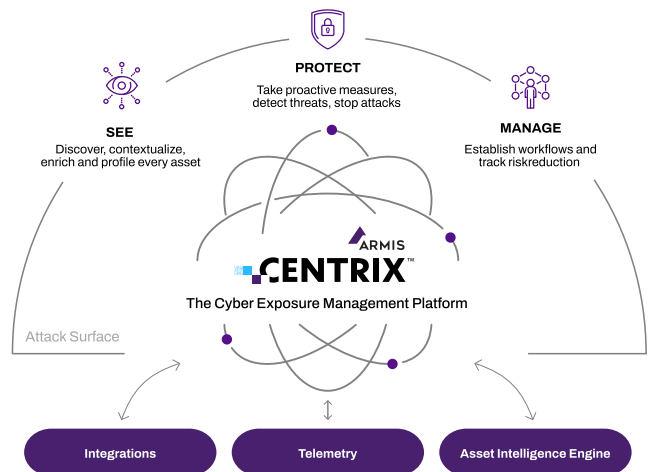 PROTECT
Take proactive measures,
detect threats, stop attacks
SEE
Discover, contextualize,
enrich and profile every asset
MANAGE
Establish workflows and
track riskreduction
ARMIS
CENTRIX™
The Cyber Exposure Management Platform
Attack Surface
Integrations
Telemetry
Asset Intelligence Engine